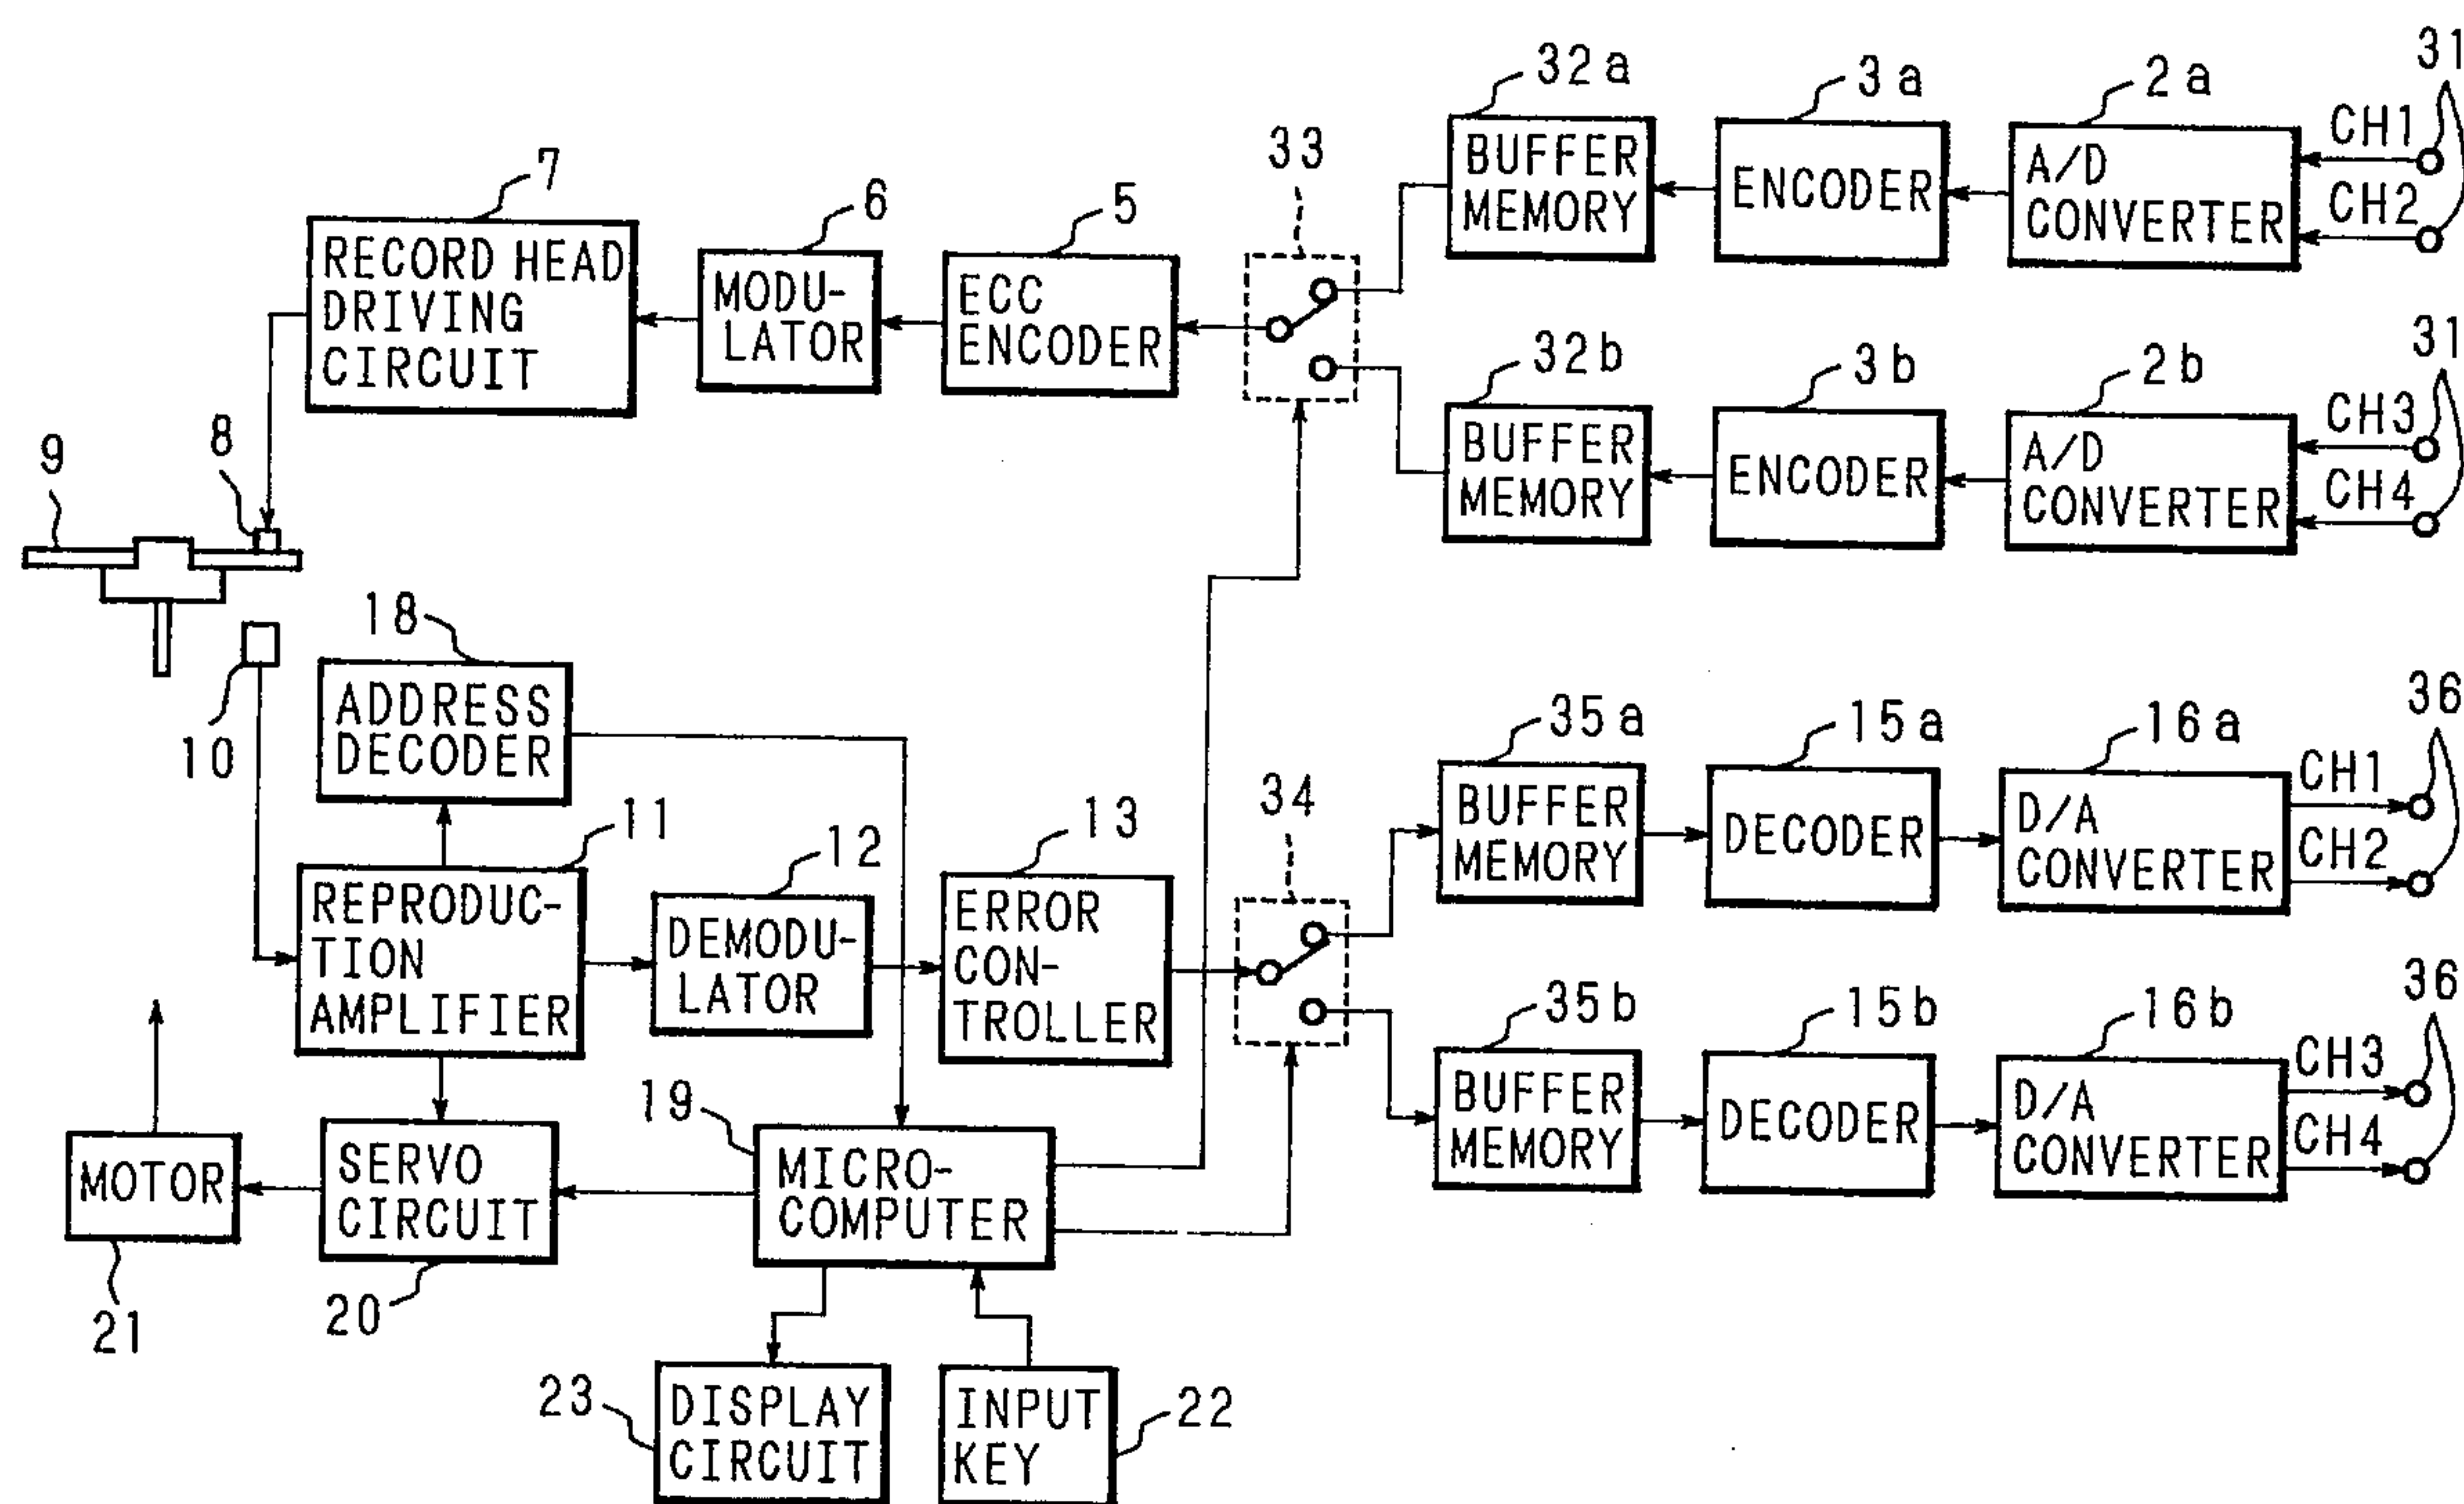 31
32a
3a
2a
CH1
CH2
33
BUFFER
MEMORY
ENCODER
A/D
CONVERTER
7
6
5
RECORD HEAD
DRIVING
CIRCUIT
MODU-
LATOR
ECC
ENCODER
31
32b
3b
2b
CH3
CH4
BUFFER
MEMORY
ENCODER
A/D
CONVERTER
9
8
10
18
ADDRESS
DECODER
11
12
13
34
REPRODUC-
TION
AMPLIFIER
DEMODU-
LATOR
ERROR
CON-
TROLLER
35a
15a
16a
36
BUFFER
MEMORY
DECODER
D/A
CONVERTER
CH1
CH2
35b
15b
16b
36
BUFFER
MEMORY
DECODER
D/A
CONVERTER
CH3
CH4
19
MOTOR
SERVO
CIRCUIT
MICRO-
COMPUTER
21
20
23
DISPLAY
CIRCUIT
INPUT
KEY
22